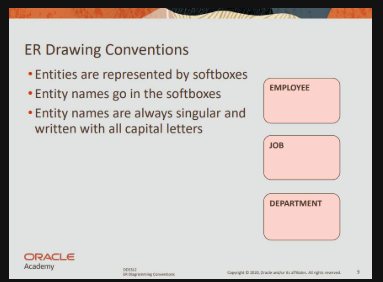 ER Drawing Conventions
• Entities are represented by softboxes
• Entity names go in the softboxes
• Entity names are always singular and
written with all capital letters
EMPLOYEE
JOB
DEPARTMENT
ORACLE
Academy
ER Diagramming Conventions
Copyright © 2020, Oracle and/or its affiliates. All rights reserved.